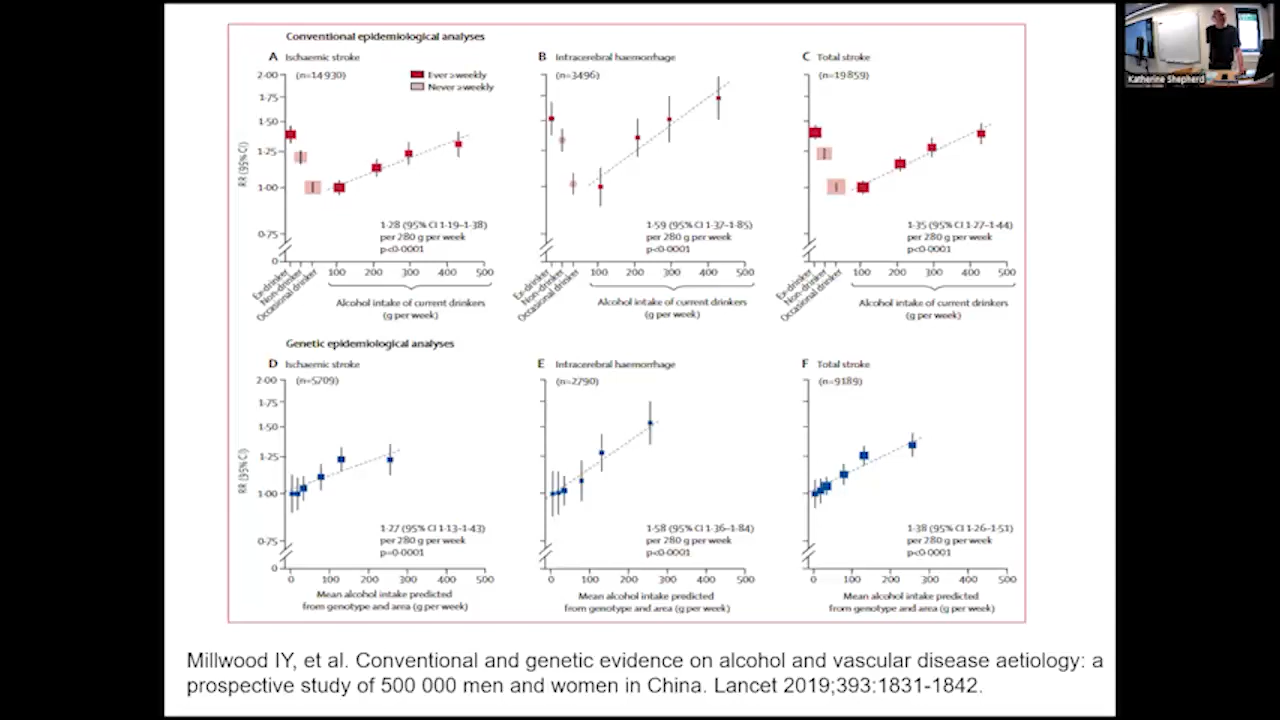 Conventional epidemiological analyses
A Ischaemic stroke
(n=14 930)
Ever ≥weekly
Never ≥weekly
RR (95% CI)
2·00
1·75
1·50
1·25
1·00
0·75
0
1·28 (95% CI 1·19–1·38)
per 280 g per week
p<0·0001
Ex-drinker
Non-drinker
Occasional drinker
100 200 300 400 500
Alcohol intake of current drinkers
(g per week)
B Intracerebral haemorrhage
(n=3496)
1·59 (95% CI 1·37–1·85)
per 280 g per week
p<0·0001
Ex-drinker
Non-drinker
Occasional drinker
100 200 300 400 500
Alcohol intake of current drinkers
(g per week)
C Total stroke
(n=19 859)
1·35 (95% CI 1·27–1·44)
per 280 g per week
p<0·0001
Ex-drinker
Non-drinker
Occasional drinker
100 200 300 400 500
Alcohol intake of current drinkers
(g per week)
Genetic epidemiological analyses
D Ischaemic stroke
(n=5709)
RR (95% CI)
2·00
1·75
1·50
1·25
1·00
0·75
0
1·27 (95% CI 1·13–1·43)
per 280 g per week
p=0·0001
0 100 200 300 400 500
Mean alcohol intake predicted
from genotype and area (g per week)
E Intracerebral haemorrhage
(n=2790)
1·58 (95% CI 1·36–1·84)
per 280 g per week
p<0·0001
0 100 200 300 400 500
Mean alcohol intake predicted
from genotype and area (g per week)
F Total stroke
(n=9189)
1·38 (95% CI 1·26–1·51)
per 280 g per week
p<0·0001
0 100 200 300 400 500
Mean alcohol intake predicted
from genotype and area (g per week)
Millwood IY, et al. Conventional and genetic evidence on alcohol and vascular disease aetiology: a
prospective study of 500 000 men and women in China. Lancet 2019;393:1831-1842.
Katherine Shepherd